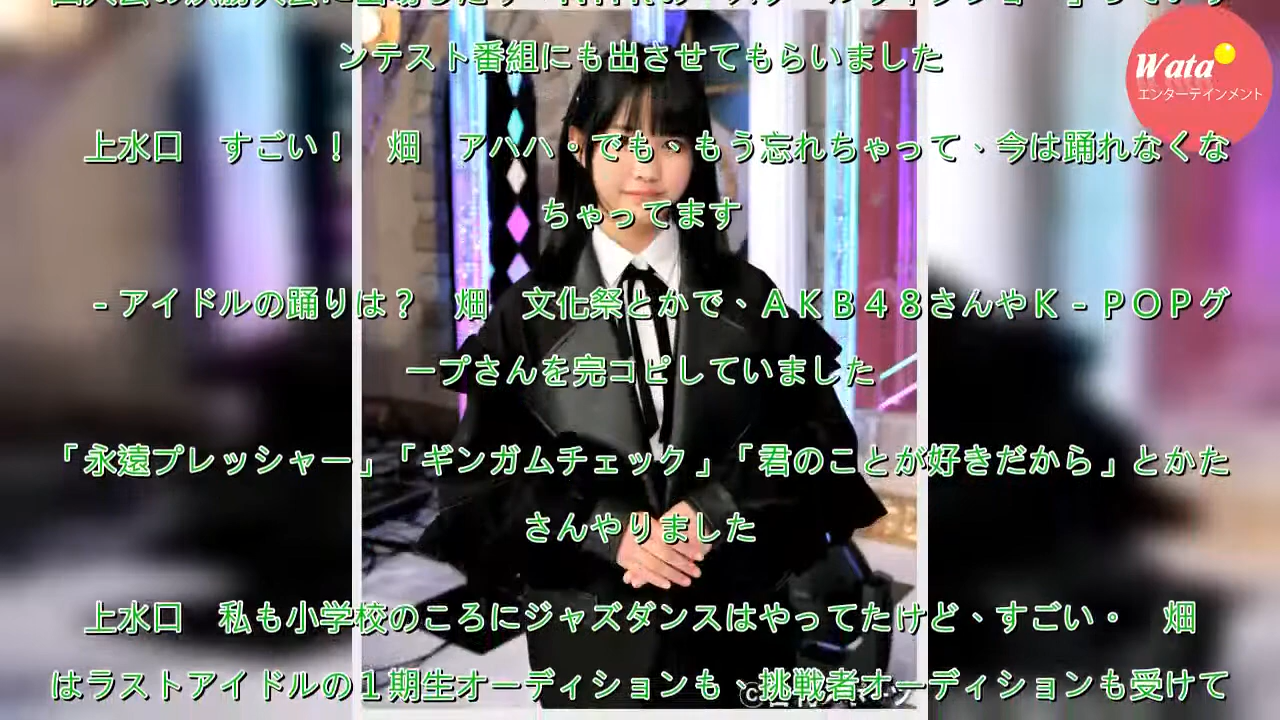 ンテスト番組にも出させてもらいました
Wata
エンターテインメント
上水口　すごい！　畑　アハハ・でも、もう忘れちゃって、今は踊れなくな
ちゃってます
-アイドルの踊りは？　畑　文化祭とかで、ＡＫＢ４８さんやＫ-ＰＯＰグ
ープさんを完コピしていました
「永遠プレッシャー」「ギンガムチェック」「君のことが好きだから」とかた
さんやりました
上水口　私も小学校のころにジャズダンスはやってたけど、すごい・　畑
はラストアイドルの１期生オーディションも、挑戦者オーディションも受けて